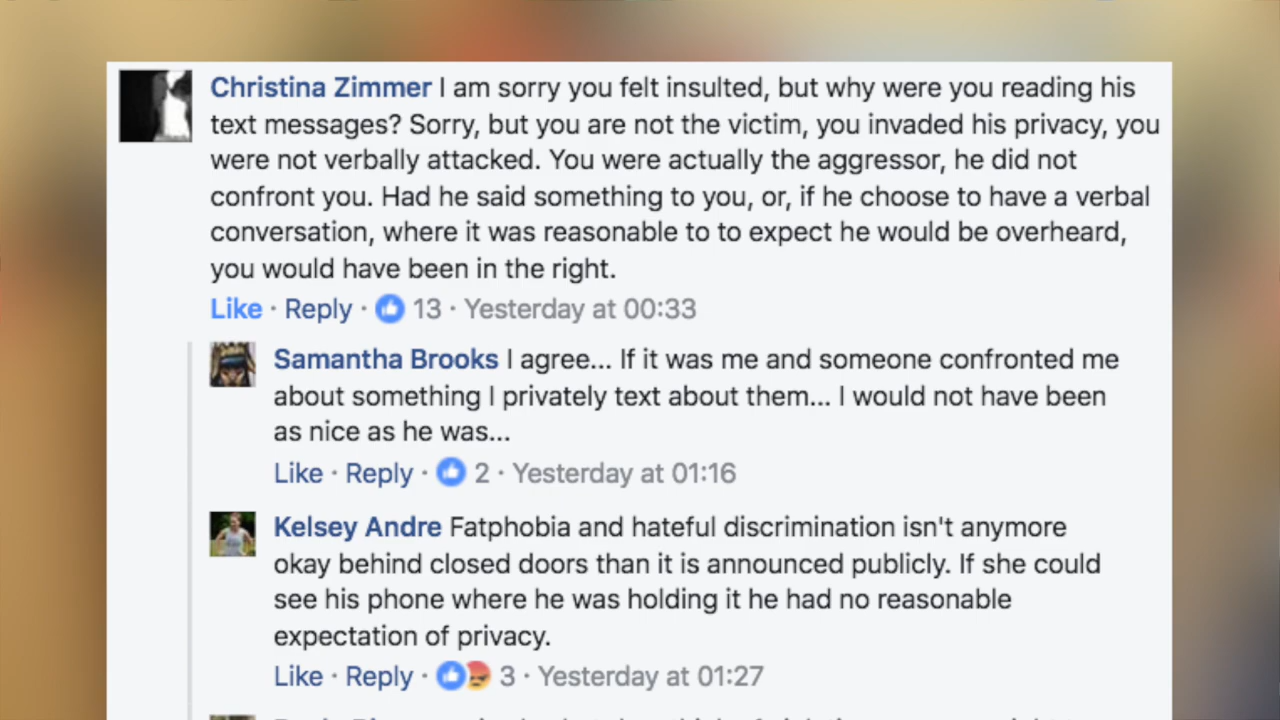 Christina Zimmer I am sorry you felt insulted, but why were you reading his
text messages? Sorry, but you are not the victim, you invaded his privacy, you
were not verbally attacked. You were actually the aggressor, he did not
confront you. Had he said something to you, or, if he choose to have a verbal
conversation, where it was reasonable to to expect he would be overheard,
you would have been in the right.
Like · Reply · 13 · Yesterday at 00:33
Samantha Brooks I agree... If it was me and someone confronted me
about something I privately text about them... I would not have been
as nice as he was...
Like · Reply · 2 · Yesterday at 01:16
Kelsey Andre Fatphobia and hateful discrimination isn't anymore
okay behind closed doors than it is announced publicly. If she could
see his phone where he was holding it he had no reasonable
expectation of privacy.
Like · Reply · 3 · Yesterday at 01:27